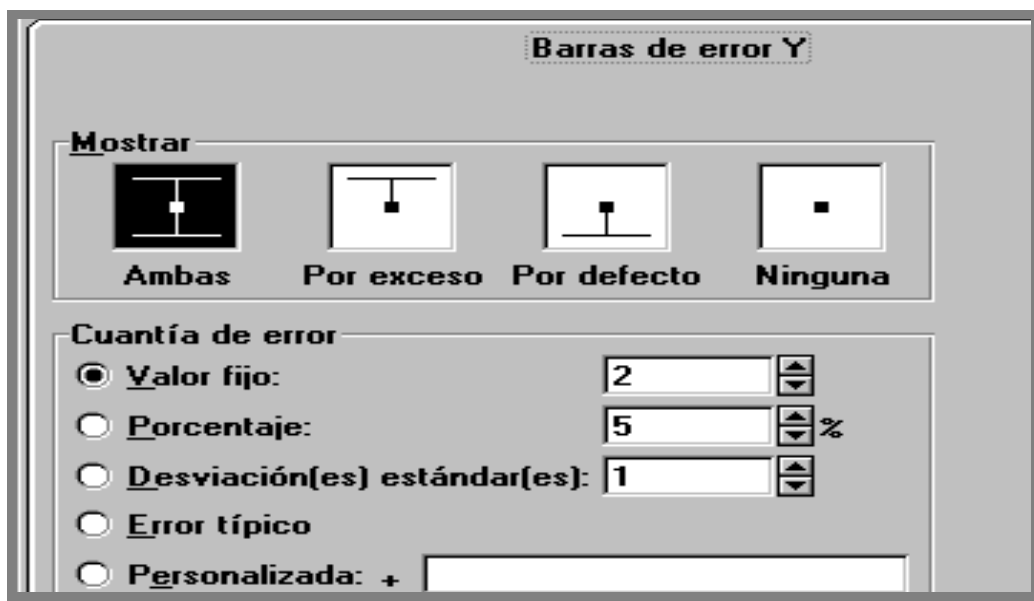 Barras de error Y
Mostrar
Ambas Por exceso Por defecto Ninguna
Cuantía de error
Valor fijo: 2
Porcentaje: 5 %
Desviación(es) estándar(es): 1
Error típico
Personalizada: +